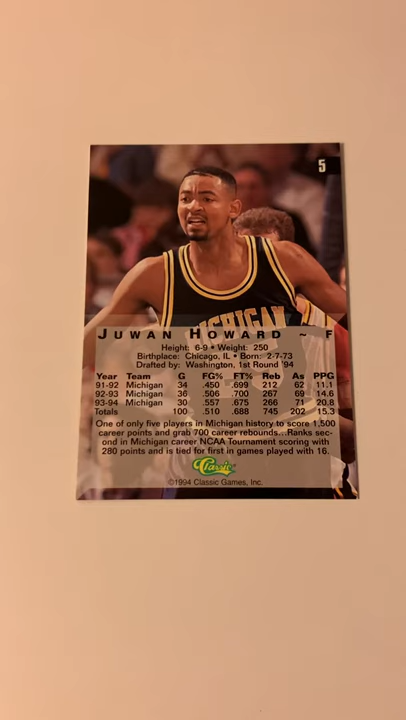 5
MICHIGAN
JUWAN HOWARD ~ F
Height: 6-9 • Weight: 250
Birthplace: Chicago, IL • Born: 2-7-73
Drafted by: Washington, 1st Round '94
Year Team G FG% FT% Reb As PPG
91-92 Michigan 34 .450 .699 212 62 11.1
92-93 Michigan 36 .506 .700 267 69 14.6
93-94 Michigan 30 .557 .675 266 71 20.8
Totals 100 .510 .688 745 202 15.3
One of only five players in Michigan history to score 1,500
career points and grab 700 career rebounds...Ranks sec-
ond in Michigan career NCAA Tournament scoring with
280 points and is tied for first in games played with 16.
Classic
©1994 Classic Games, Inc.